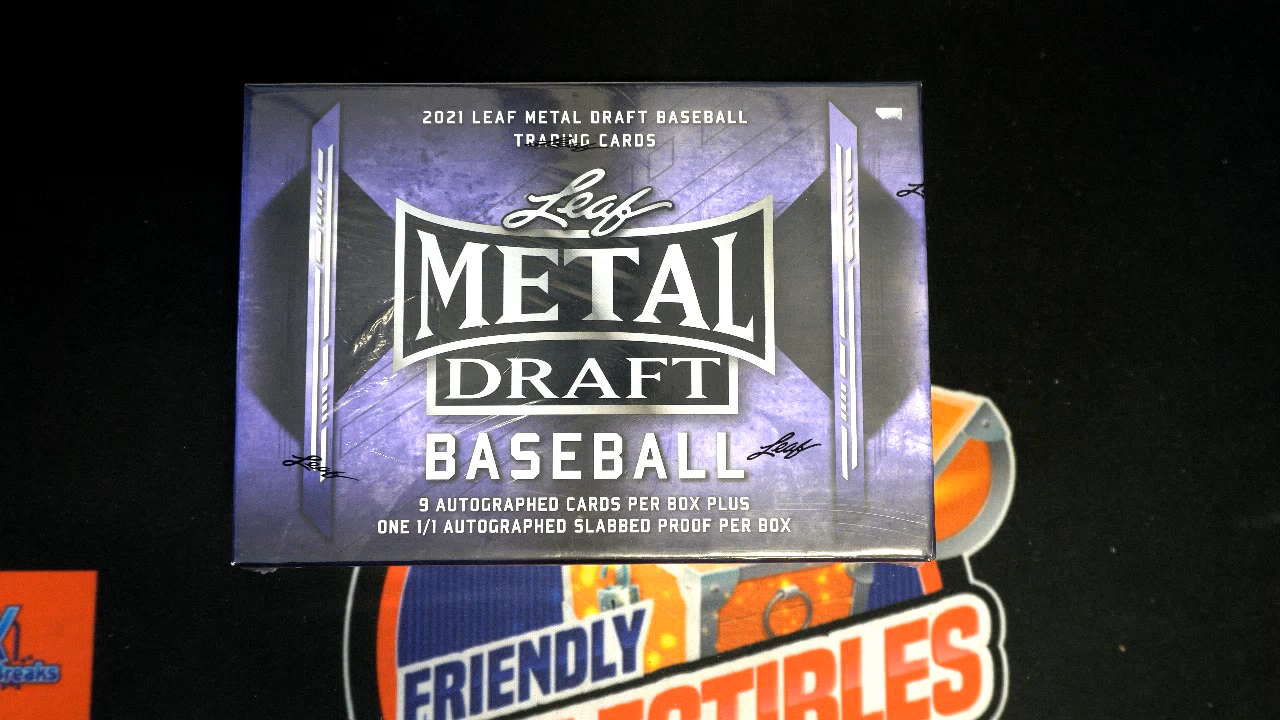 2021 LEAF METAL DRAFT BASEBALL
TRADING CARDS
Leaf
METAL
DRAFT
BASEBALL
Leaf
Leaf
9 AUTOGRAPHED CARDS PER BOX PLUS
ONE 1/1 AUTOGRAPHED SLABBED PROOF PER BOX
FRIENDLY